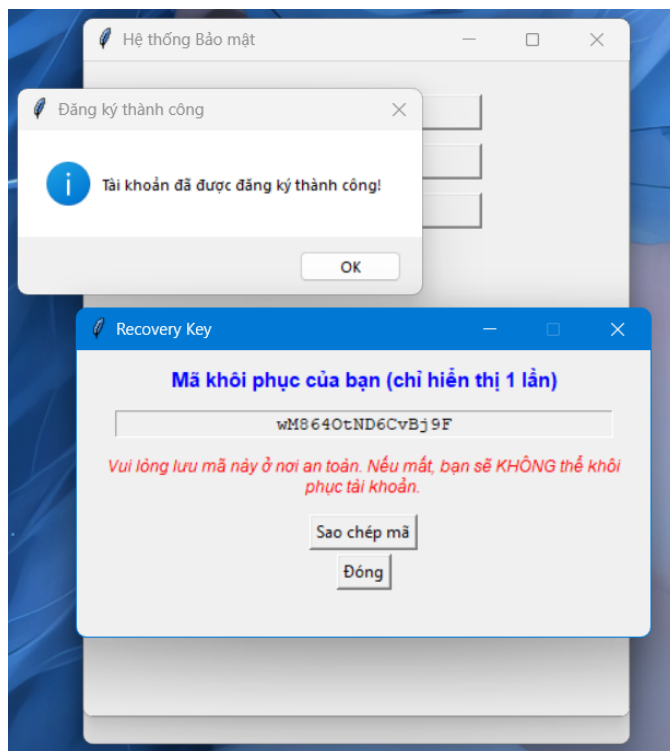 Hệ thống Bảo mật
Đăng ký thành công
Tài khoản đã được đăng ký thành công!
OK
Recovery Key
Mã khôi phục của bạn (chỉ hiển thị 1 lần)
wM864OtND6CvBj9F
Vui lòng lưu mã này ở nơi an toàn. Nếu mất, bạn sẽ KHÔNG thể khôi
phục tài khoản.
Sao chép mã
Đóng